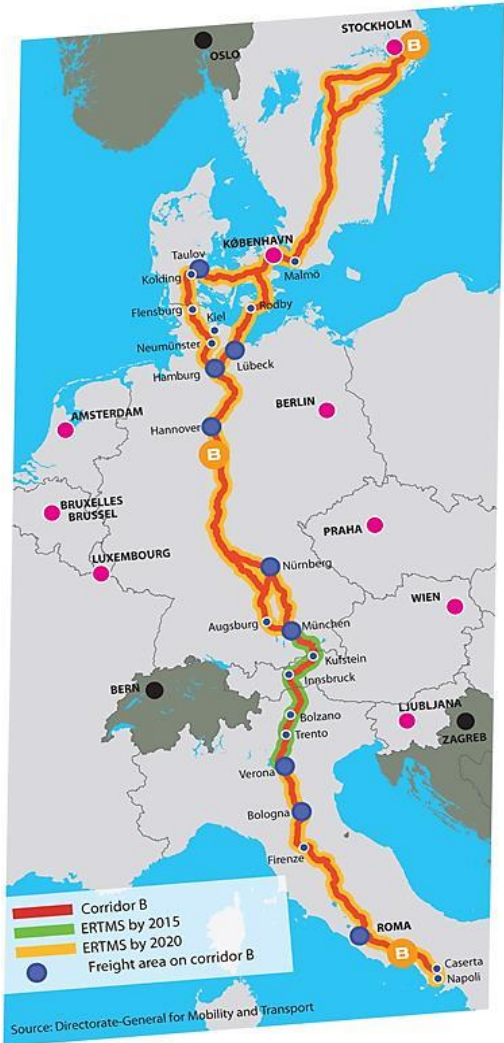 STOCKHOLM
B
OSLO
KØBENHAVN
Taulov
Malmö
Kolding
Flensburg
Kiel
Rodby
Neumünster
Lübeck
Hamburg
AMSTERDAM
BERLIN
Hannover
B
BRUXELLES
BRÜSSEL
PRAHA
LUXEMBOURG
Nürnberg
WIEN
Augsburg
München
Kufstein
Innsbruck
BERN
LJUBLJANA
Bolzano
ZAGREB
Trento
Verona
Bologna
Firenze
Corridor B
ERTMS by 2015
ERTMS by 2020
Freight area on corridor B
ROMA
B
Caserta
Napoli
Source: Directorate-General for Mobility and Transport